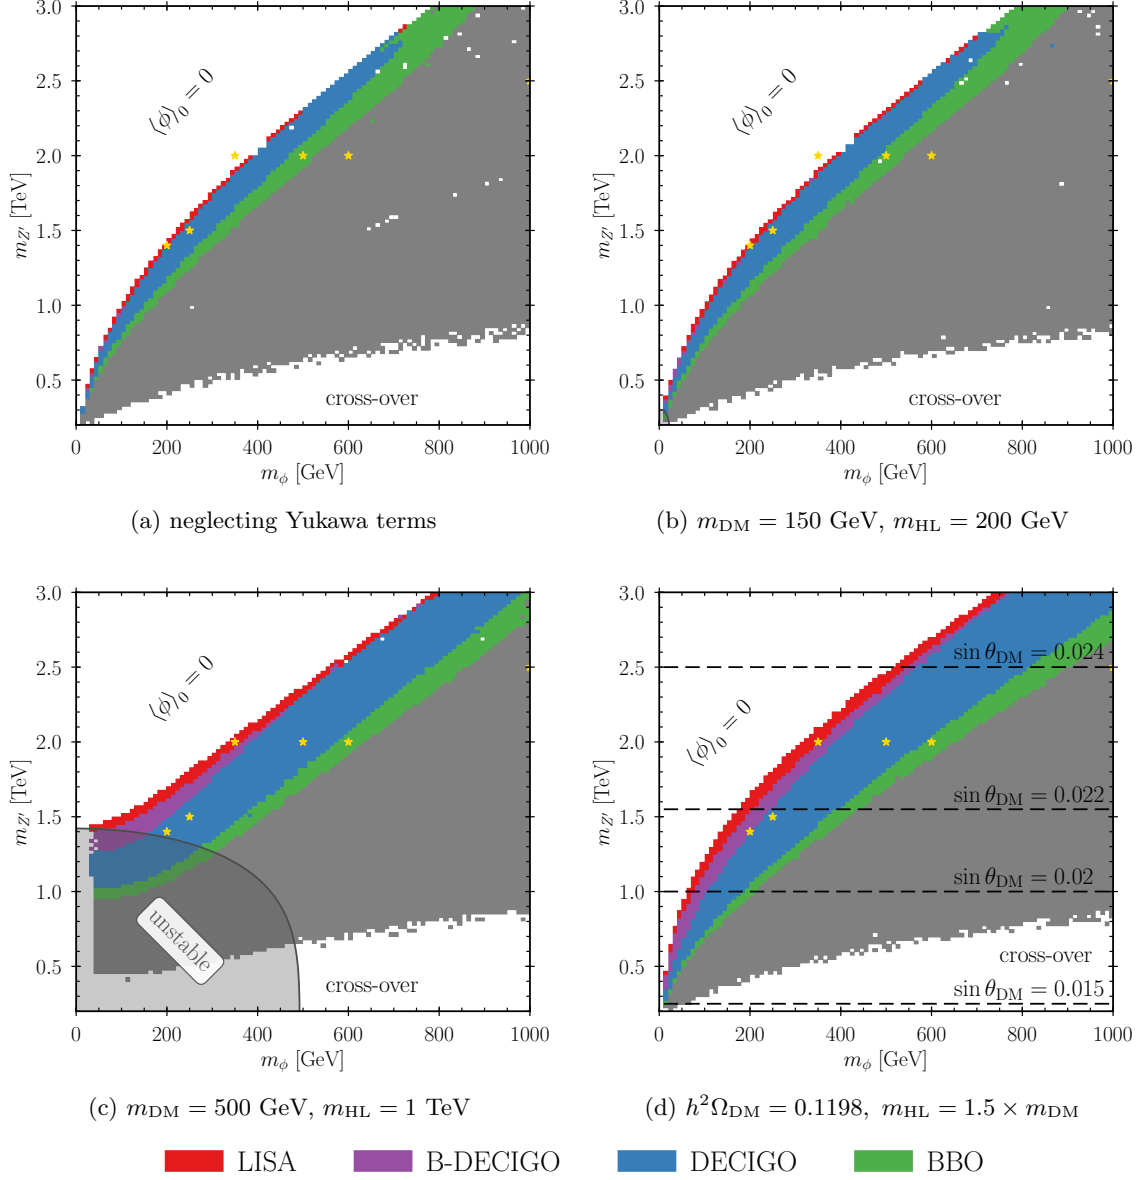 3.0
2.5
2.0
1.5
1.0
0.5
m_{Z'} [TeV]
⟨ϕ⟩₀ = 0
cross-over
0 200 400 600 800 1000
m_ϕ [GeV]
(a) neglecting Yukawa terms
3.0
2.5
2.0
1.5
1.0
0.5
m_{Z'} [TeV]
⟨ϕ⟩₀ = 0
cross-over
0 200 400 600 800 1000
m_ϕ [GeV]
(b) m_DM = 150 GeV, m_HL = 200 GeV
3.0
2.5
2.0
1.5
1.0
0.5
m_{Z'} [TeV]
⟨ϕ⟩₀ = 0
unstable
cross-over
0 200 400 600 800 1000
m_ϕ [GeV]
(c) m_DM = 500 GeV, m_HL = 1 TeV
3.0
2.5
2.0
1.5
1.0
0.5
m_{Z'} [TeV]
⟨ϕ⟩₀ = 0
sin θ_DM = 0.024
sin θ_DM = 0.022
sin θ_DM = 0.02
cross-over
sin θ_DM = 0.015
0 200 400 600 800 1000
m_ϕ [GeV]
(d) h²Ω_DM = 0.1198, m_HL = 1.5 × m_DM
LISA B-DECIGO DECIGO BBO